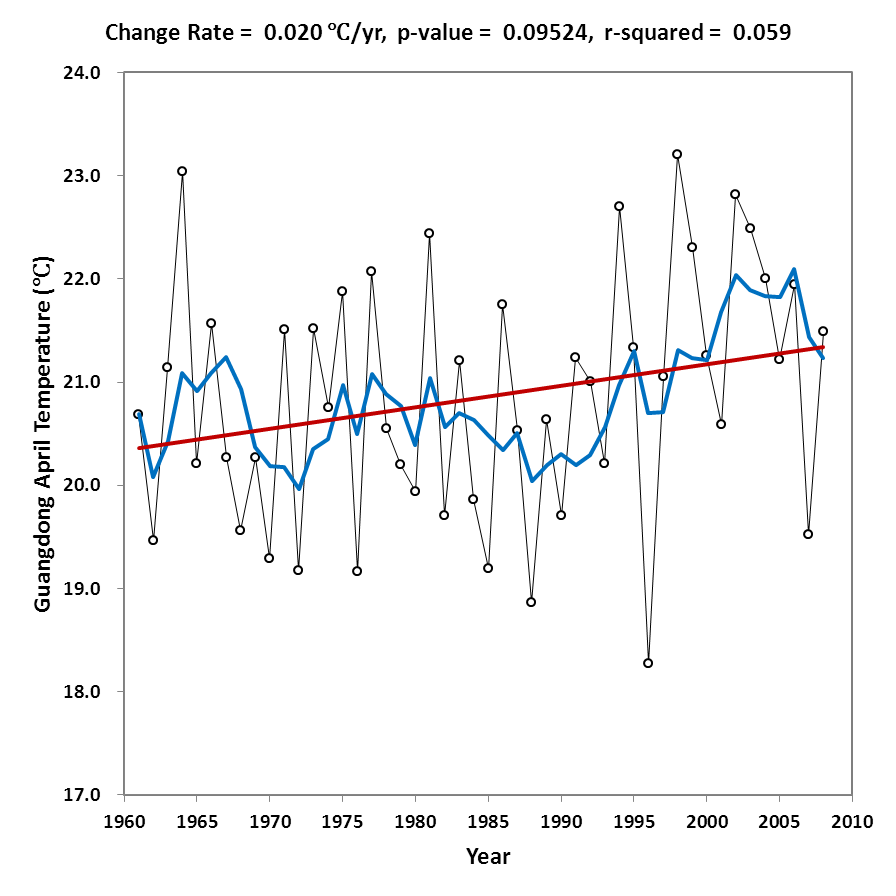 Change Rate = 0.020 ℃/yr, p-value = 0.09524, r-squared = 0.059
24.0
23.0
22.0
21.0
20.0
19.0
18.0
17.0
Guangdong April Temperature (℃)
1960 1965 1970 1975 1980 1985 1990 1995 2000 2005 2010
Year